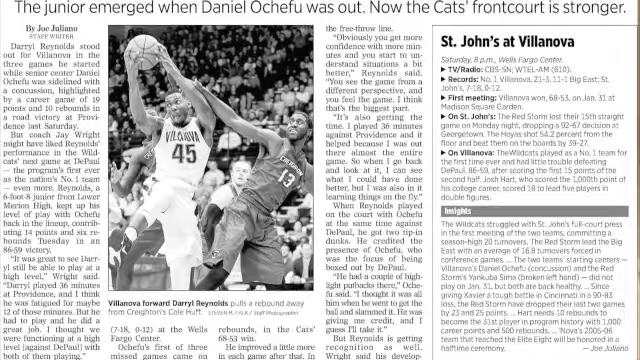 The junior emerged when Daniel Ochefu was out. Now the Cats' frontcourt is stronger.
By Joe Juliano
STAFF WRITER
Darryl Reynolds stood
out for Villanova in the
three games he started
while senior center Daniel
Ochefu was sidelined with
a concussion, highlighted
by a career game of 19
points and 10 rebounds in
a road victory at Provi-
dence last Saturday.
But coach Jay Wright
might have liked Reynolds'
performance in the Wild-
cats' next game at DePaul
— the program's first ever
as the nation's No. 1 team
— even more. Reynolds, a
6-foot-8 junior from Lower
Merion High, kept up his
level of play with Ochefu
back in the lineup, contrib-
uting 14 points and six re-
bounds Tuesday in an
86-59 victory.
"It was great to see Dar-
ryl still be able to play at a
high level," Wright said.
"Darryl played 36 minutes
at Providence, and I think
he was fatigued for maybe
12 of those minutes. But he
had to play and he did a
great job. I thought we
were functioning at a high
level [against DePaul] with
both of them playing."
VILLANOVA
45
13
Villanova forward Darryl Reynolds pulls a rebound away
from Creighton's Cole Huff. STEVEN M. FALK / Staff Photographer
(7-18, 0-12) at the Wells
Fargo Center.
Ochefu's first of three
missed games came on
rebounds, in the Cats'
68-53 win.
He improved a little more
in each game after that. In
the free-throw line.
"Obviously you get more
confidence with more min-
utes and you start to un-
derstand situations a bit
better," Reynolds said.
"You see the game from a
different perspective, and
you feel the game. I think
that's the biggest part.
"It's also getting the
time. I played 36 minutes
against Providence and it
helped because I was out
there almost the entire
game. So when I go back
and look at it, I can see
what I could have done
better, but I was also in it
learning things on the fly."
When Reynolds played
on the court with Ochefu
at the same time against
DePaul, he got two tip-in
dunks. He credited the
presence of Ochefu, who
was the focus of being
boxed out by DePaul.
"He had a couple of high-
light putbacks there," Oche-
fu said. "I thought it was all
him when he went to get the
ball and slammed it. He was
giving me credit, and I
guess I'll take it."
But Reynolds is getting
recognition as well.
Wright said his develop-
St. John's at Villanova
Saturday, 8 p.m., Wells Fargo Center.
▶ TV/Radio: CBS-SN; WTEL-AM (610).
▶ Records: No. 1 Villanova, 21-3, 11-1 Big East; St.
John's, 7-18, 0-12.
▶ First meeting: Villanova won, 68-53, on Jan. 31 at
Madison Square Garden.
▶ On St. John's: The Red Storm lost their 15th straight
game on Monday night, dropping a 92-67 decision at
Georgetown. The Hoyas shot 54.2 percent from the
floor and beat them on the boards by 39-27.
▶ On Villanova: The Wildcats played as a No. 1 team for
the first time ever and had little trouble defeating
DePaul, 86-59, after scoring the first 15 points of the
second half. Josh Hart, who scored the 1,000th point of
his college career, scored 18 to lead five players in
double figures.
Insights
The Wildcats struggled with St. John's full-court press
in the first meeting of the two teams, committing a
season-high 20 turnovers. The Red Storm lead the Big
East with an average of 16.8 turnovers forced in
conference games. ... The two teams' starting centers —
Villanova's Daniel Ochefu (concussion) and the Red
Storm's Yankuba Sima (broken left hand) — did not
play on Jan. 31, but both are back healthy. ... Since
giving Xavier a tough battle in Cincinnati in a 90-83
loss, the Red Storm have dropped their last two games
by 23 and 25 points. ... Hart needs 10 rebounds to
become the 31st player in program history with 1,000
career points and 500 rebounds. ... 'Nova's 2005-06
team that reached the Elite Eight will be honored in a
halftime ceremony. — Joe Juliano